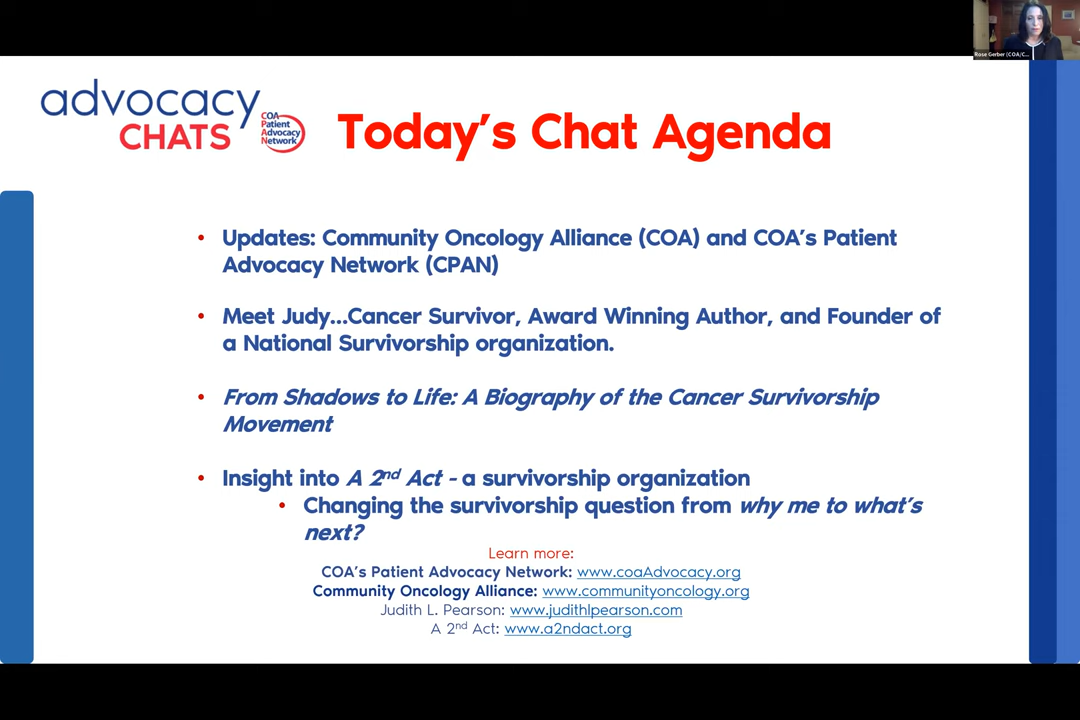 Rose Gerber (COA/C...
advocacy
CHATS
COA
Patient
Advocacy
Network
Today's Chat Agenda
• Updates: Community Oncology Alliance (COA) and COA's Patient
Advocacy Network (CPAN)
• Meet Judy...Cancer Survivor, Award Winning Author, and Founder of
a National Survivorship organization.
• From Shadows to Life: A Biography of the Cancer Survivorship
Movement
• Insight into A 2nd Act - a survivorship organization
• Changing the survivorship question from why me to what's
next?
Learn more:
COA's Patient Advocacy Network: www.coaAdvocacy.org
Community Oncology Alliance: www.communityoncology.org
Judith L. Pearson: www.judithlpearson.com
A 2nd Act: www.a2ndact.org